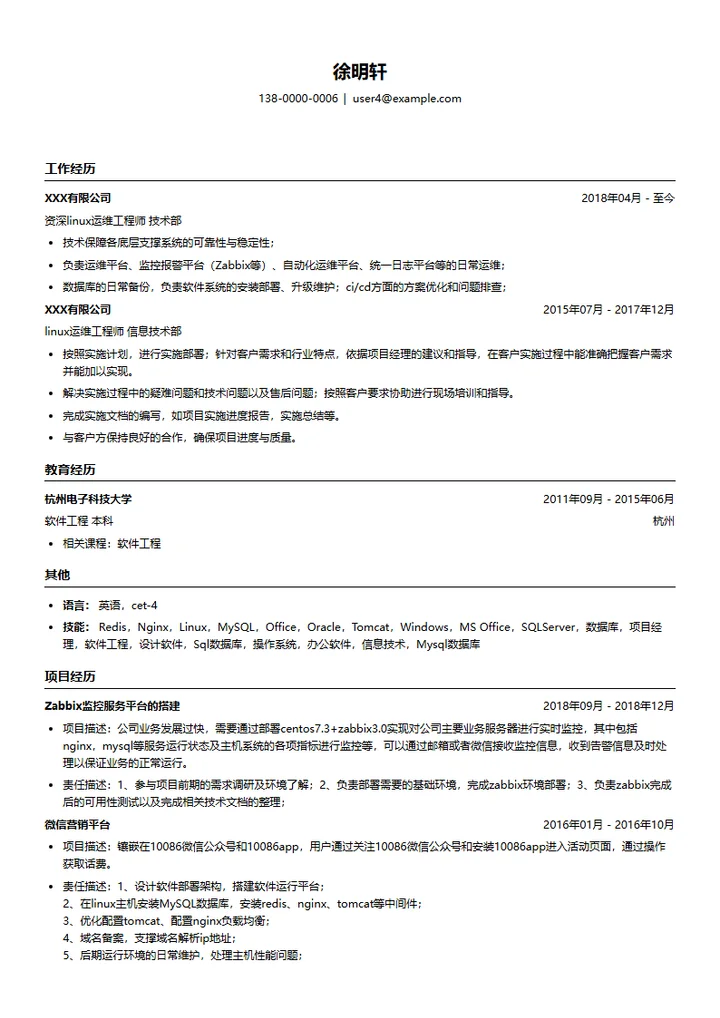 徐明轩
138-0000-0006 | user4@example.com
工作经历
XXX有限公司 2018年04月 - 至今
资深linux运维工程师 技术部
• 技术保障各底层支撑系统的可靠性与稳定性；
• 负责运维平台、监控报警平台（Zabbix等）、自动化运维平台、统一日志平台等的日常运维；
• 数据库的日常备份，负责软件系统的安装部署、升级维护；ci/cd方面的方案优化和问题排查；
XXX有限公司 2015年07月 - 2017年12月
linux运维工程师 信息技术部
• 按照实施计划，进行实施部署；针对客户需求和行业特点，依据项目经理的建议和指导，在客户实施过程中能准确把握客户需求
并能加以实现。
• 解决实施过程中的疑难问题和技术问题以及售后问题；按照客户要求协助进行现场培训和指导。
• 完成实施文档的编写，如项目实施进度报告，实施总结等。
• 与客户方保持良好的合作，确保项目进度与质量。
教育经历
杭州电子科技大学 2011年09月 - 2015年06月
软件工程 本科 杭州
• 相关课程：软件工程
其他
• 语言： 英语，cet-4
• 技能： Redis，Nginx，Linux，MySQL，Office，Oracle，Tomcat，Windows，MS Office，SQLServer，数据库，项目经
理，软件工程，设计软件，Sql数据库，操作系统，办公软件，信息技术，Mysql数据库
项目经历
Zabbix监控服务平台的搭建 2018年09月 - 2018年12月
• 项目描述：公司业务发展过快，需要通过部署centos7.3+zabbix3.0实现对公司主要业务服务器进行实时监控，其中包括
nginx，mysql等服务运行状态及主机系统的各项指标进行监控等，可以通过邮箱或者微信接收监控信息，收到告警信息及时处
理以保证业务的正常运行。
• 责任描述：1、参与项目前期的需求调研及环境了解；2、负责部署需要的基础环境，完成zabbix环境部署；3、负责zabbix完成
后的可用性测试以及完成相关技术文档的整理；
微信营销平台 2016年01月 - 2016年10月
• 项目描述：镶嵌在10086微信公众号和10086app，用户通过关注10086微信公众号和安装10086app进入活动页面，通过操作
获取话费。
• 责任描述：1、设计软件部署架构，搭建软件运行平台；
2、在linux主机安装MySQL数据库，安装redis、nginx、tomcat等中间件；
3、优化配置tomcat、配置nginx负载均衡；
4、域名备案，支撑域名解析ip地址；
5、后期运行环境的日常维护，处理主机性能问题；